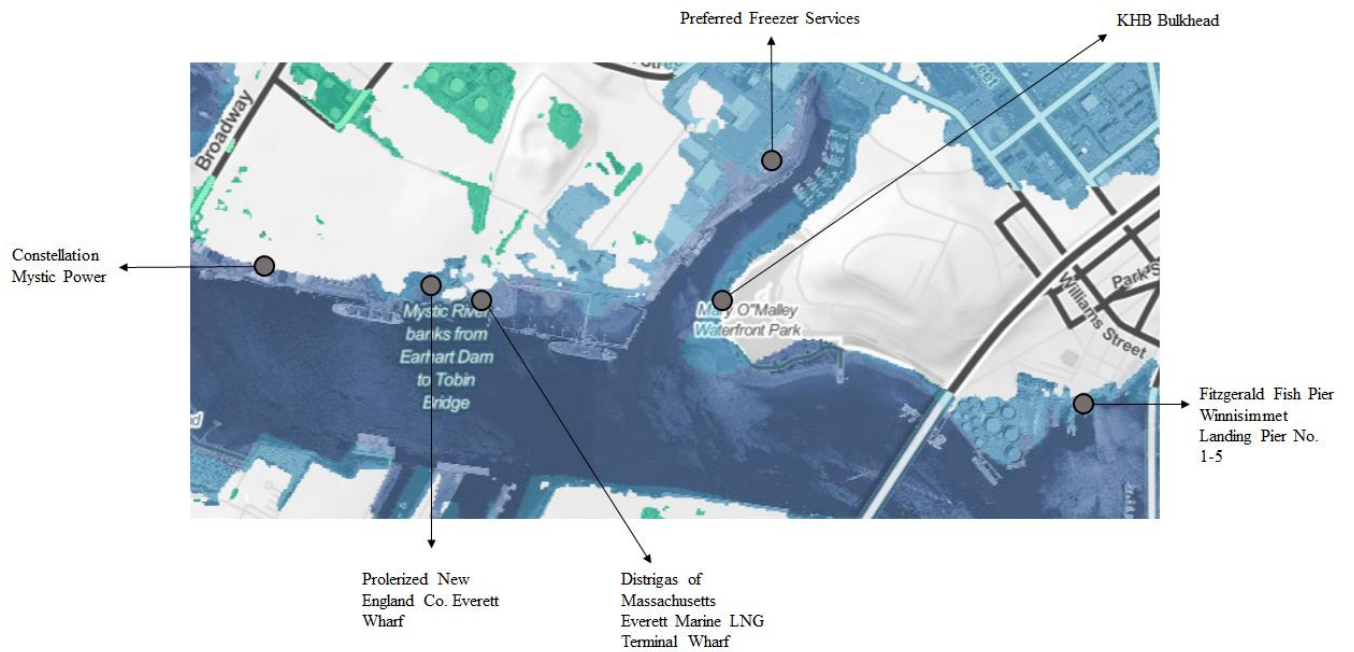 Preferred Freezer Services
KHB Bulkhead
Broadway
Constellation
Mystic Power
Mystic River
banks from
Earhart Dam
to Tobin
Bridge
Mary O"Malley
Waterfront Park
Park S
Williams Street
Fitzgerald Fish Pier
Winnisimmet
Landing Pier No.
1-5
Prolerized New
England Co. Everett
Wharf
Distrigas of
Massachusetts
Everett Marine LNG
Terminal Wharf